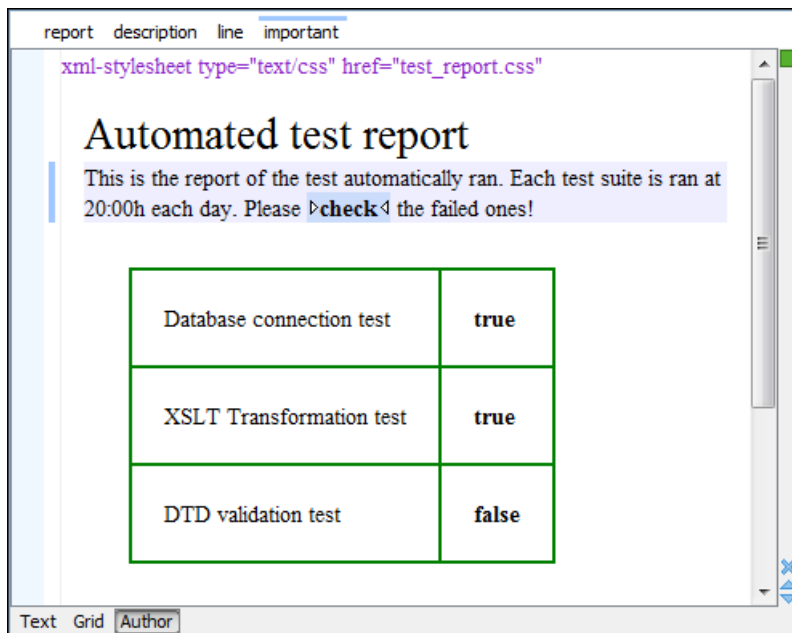 report description line important
xml-stylesheet type="text/css" href="test_report.css"
Automated test report
This is the report of the test automatically ran. Each test suite is ran at
20:00h each day. Please check the failed ones!
Database connection test true
XSLT Transformation test true
DTD validation test false
Text Grid Author